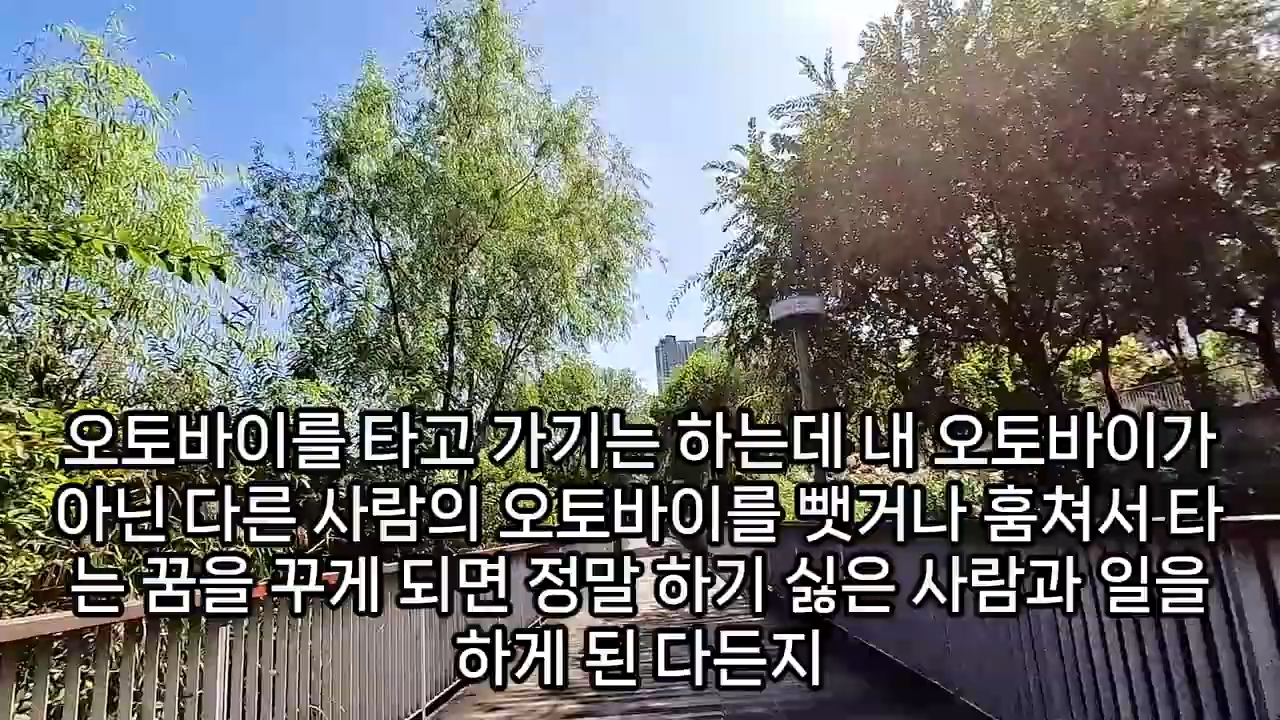 오토바이를 타고 가기는 하는데 내 오토바이가
아닌 다른 사람의 오토바이를 뺏거나 훔쳐서 타
는 꿈을 꾸게 되면 정말 하기 싫은 사람과 일을
하게 된 다든지